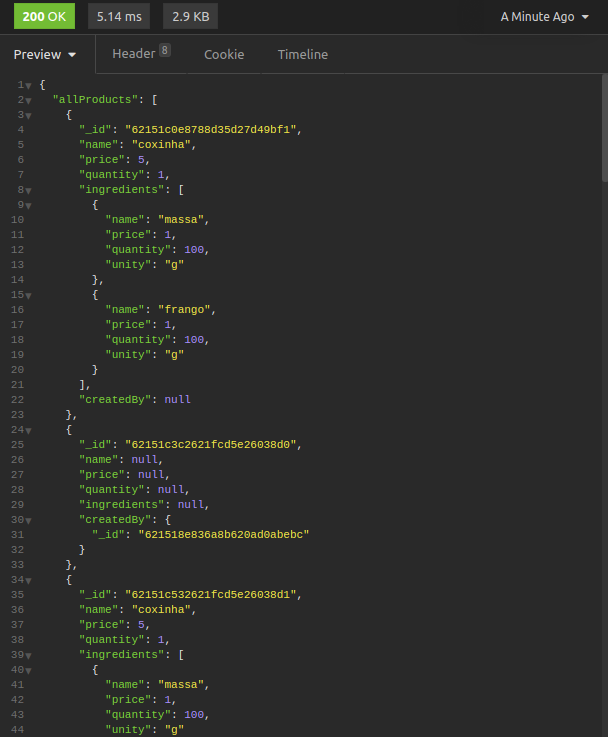 200 OK 5.14 ms 2.9 KB A Minute Ago
Preview Header 8 Cookie Timeline
1 {
2 "allProducts": [
3 {
4 "_id": "62151c0e8788d35d27d49bf1",
5 "name": "coxinha",
6 "price": 5,
7 "quantity": 1,
8 "ingredients": [
9 {
10 "name": "massa",
11 "price": 1,
12 "quantity": 100,
13 "unity": "g"
14 },
15 {
16 "name": "frango",
17 "price": 1,
18 "quantity": 100,
19 "unity": "g"
20 }
21 ],
22 "createdBy": null
23 },
24 {
25 "_id": "62151c3c2621fcd5e26038d0",
26 "name": null,
27 "price": null,
28 "quantity": null,
29 "ingredients": null,
30 "createdBy": {
31 "_id": "621518e836a8b620ad0abebc"
32 }
33 },
34 {
35 "_id": "62151c532621fcd5e26038d1",
36 "name": "coxinha",
37 "price": 5,
38 "quantity": 1,
39 "ingredients": [
40 {
41 "name": "massa",
42 "price": 1,
43 "quantity": 100,
44 "unity": "g"